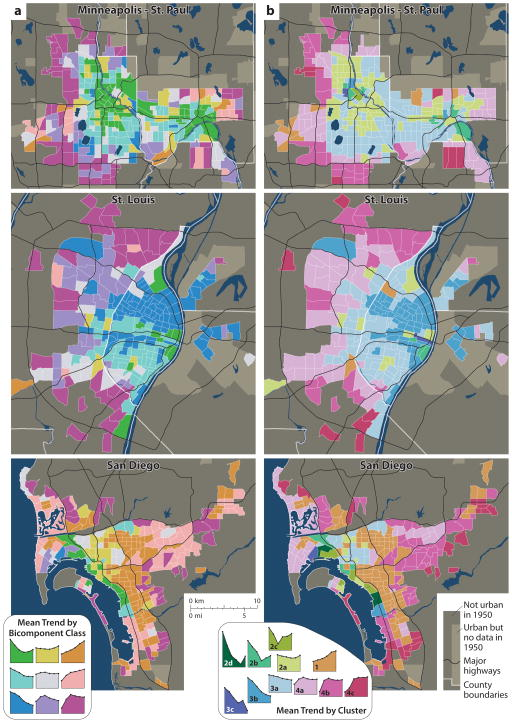 a
Minneapolis - St. Paul
b
Minneapolis - St. Paul
St. Louis
St. Louis
San Diego
San Diego
0 km 10
0 mi 6
Mean Trend by
Bicomponent Class
2d
2b
2c
2a
1
3c
3b
3a
4a
4b
4c
Mean Trend by Cluster
Not urban
in 1950
Urban but
no data in
1950
Major
highways
County
boundaries